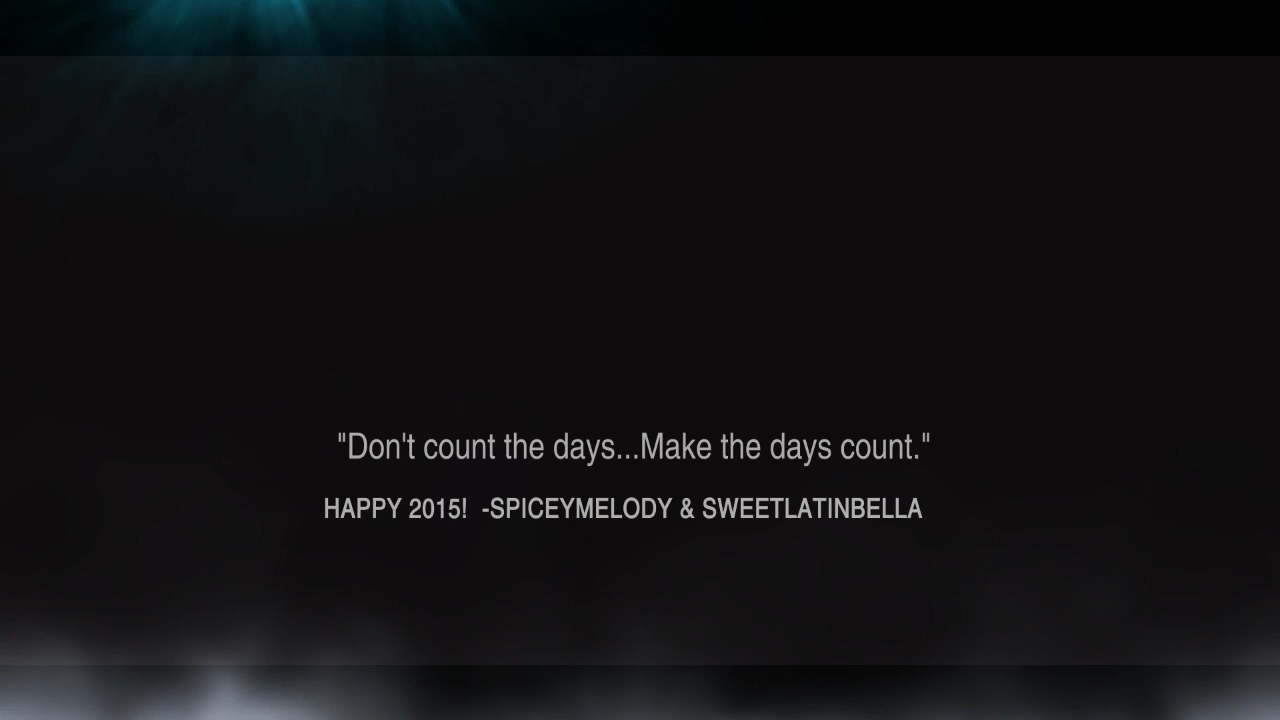 "Don't count the days...Make the days count."
HAPPY 2015!  -SPICEYMELODY & SWEETLATINBELLA